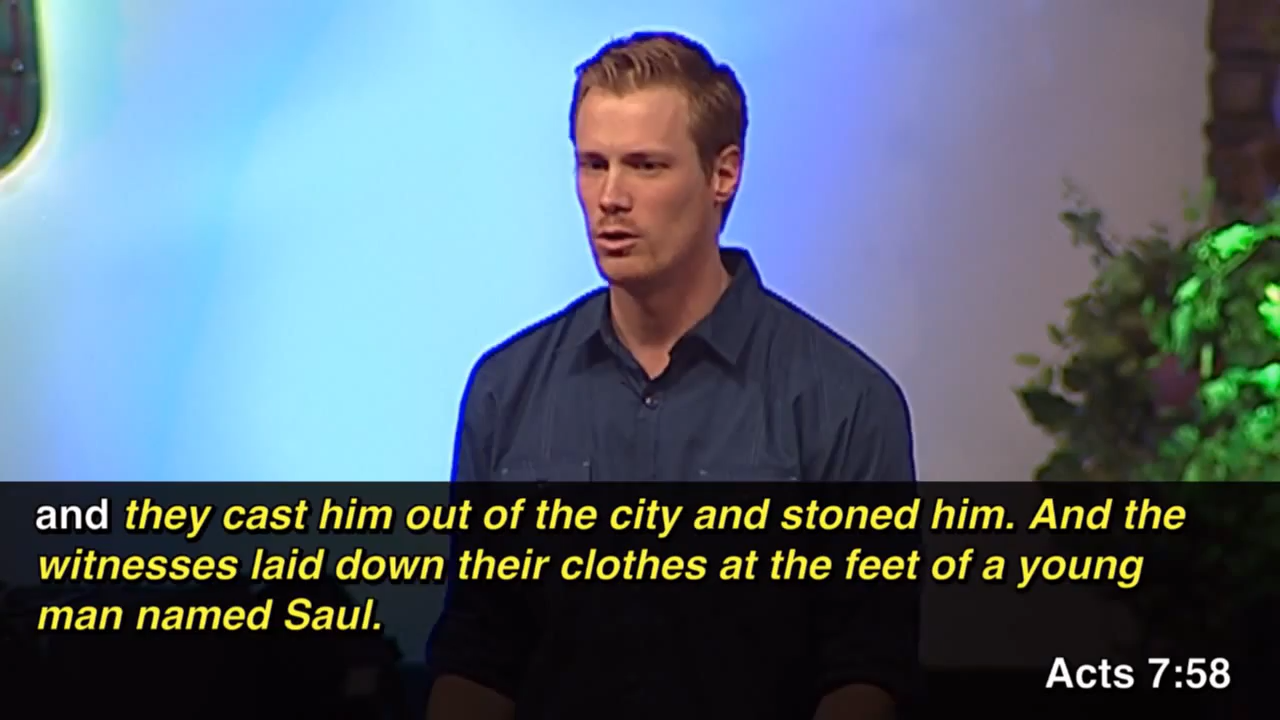 and they cast him out of the city and stoned him. And the
witnesses laid down their clothes at the feet of a young
man named Saul.
Acts 7:58